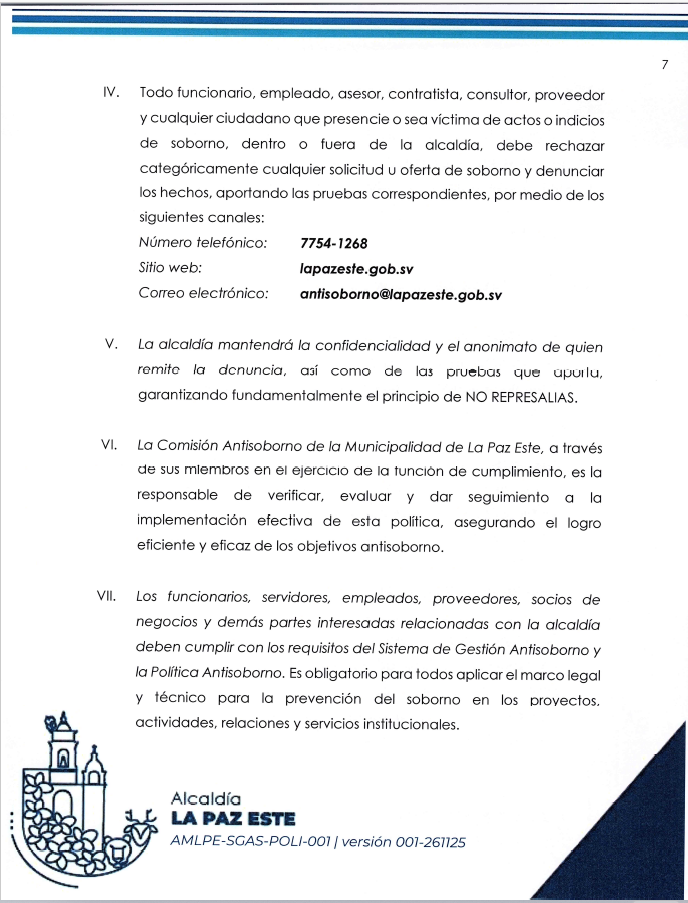 7
IV. Todo funcionario, empleado, asesor, contratista, consultor, proveedor
y cualquier ciudadano que presencie o sea víctima de actos o indicios
de soborno, dentro o fuera de la alcaldía, debe rechazar
categóricamente cualquier solicitud u oferta de soborno y denunciar
los hechos, aportando las pruebas correspondientes, por medio de los
siguientes canales:
Número telefónico: 7754-1268
Sitio web: lapazeste.gob.sv
Correo electrónico: antisoborno@lapazeste.gob.sv
V. La alcaldía mantendrá la confidencialidad y el anonimato de quien
remite la denuncia, así como de las pruebas que aporta,
garantizando fundamentalmente el principio de NO REPRESALIAS.
VI. La Comisión Antisoborno de la Municipalidad de La Paz Este, a través
de sus miembros en el ejercicio de la función de cumplimiento, es la
responsable de verificar, evaluar y dar seguimiento a la
implementación efectiva de esta política, asegurando el logro
eficiente y eficaz de los objetivos antisoborno.
VII. Los funcionarios, servidores, empleados, proveedores, socios de
negocios y demás partes interesadas relacionadas con la alcaldía
deben cumplir con los requisitos del Sistema de Gestión Antisoborno y
la Política Antisoborno. Es obligatorio para todos aplicar el marco legal
y técnico para la prevención del soborno en los proyectos,
actividades, relaciones y servicios institucionales.
Alcaldía
LA PAZ ESTE
AMLPE-SGAS-POLI-001 | versión 001-261125